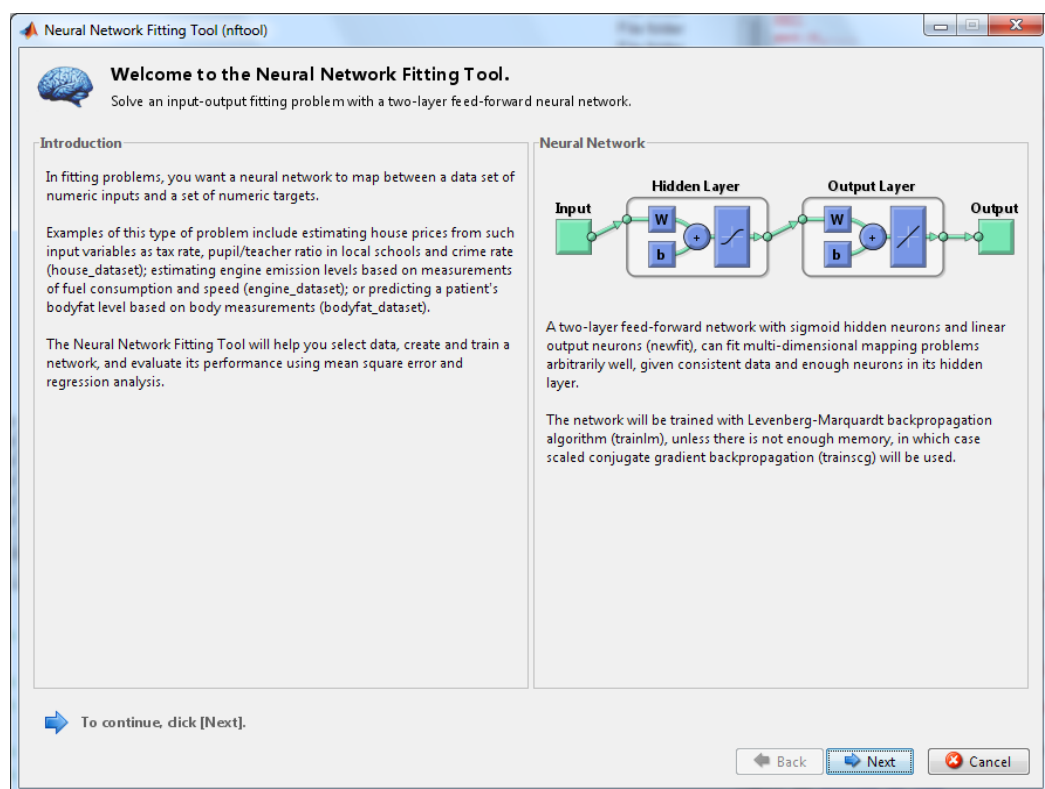 Neural Network Fitting Tool (nftool)
Welcome to the Neural Network Fitting Tool.
Solve an input-output fitting problem with a two-layer feed-forward neural network.
Introduction
In fitting problems, you want a neural network to map between a data set of
numeric inputs and a set of numeric targets.
Examples of this type of problem include estimating house prices from such
input variables as tax rate, pupil/teacher ratio in local schools and crime rate
(house_dataset); estimating engine emission levels based on measurements
of fuel consumption and speed (engine_dataset); or predicting a patient's
bodyfat level based on body measurements (bodyfat_dataset).
The Neural Network Fitting Tool will help you select data, create and train a
network, and evaluate its performance using mean square error and
regression analysis.
Neural Network
Hidden Layer
Output Layer
Input
Output
W
b
+
W
b
+
A two-layer feed-forward network with sigmoid hidden neurons and linear
output neurons (newfit), can fit multi-dimensional mapping problems
arbitrarily well, given consistent data and enough neurons in its hidden
layer.
The network will be trained with Levenberg-Marquardt backpropagation
algorithm (trainlm), unless there is not enough memory, in which case
scaled conjugate gradient backpropagation (trainscg) will be used.
To continue, click [Next].
Back
Next
Cancel